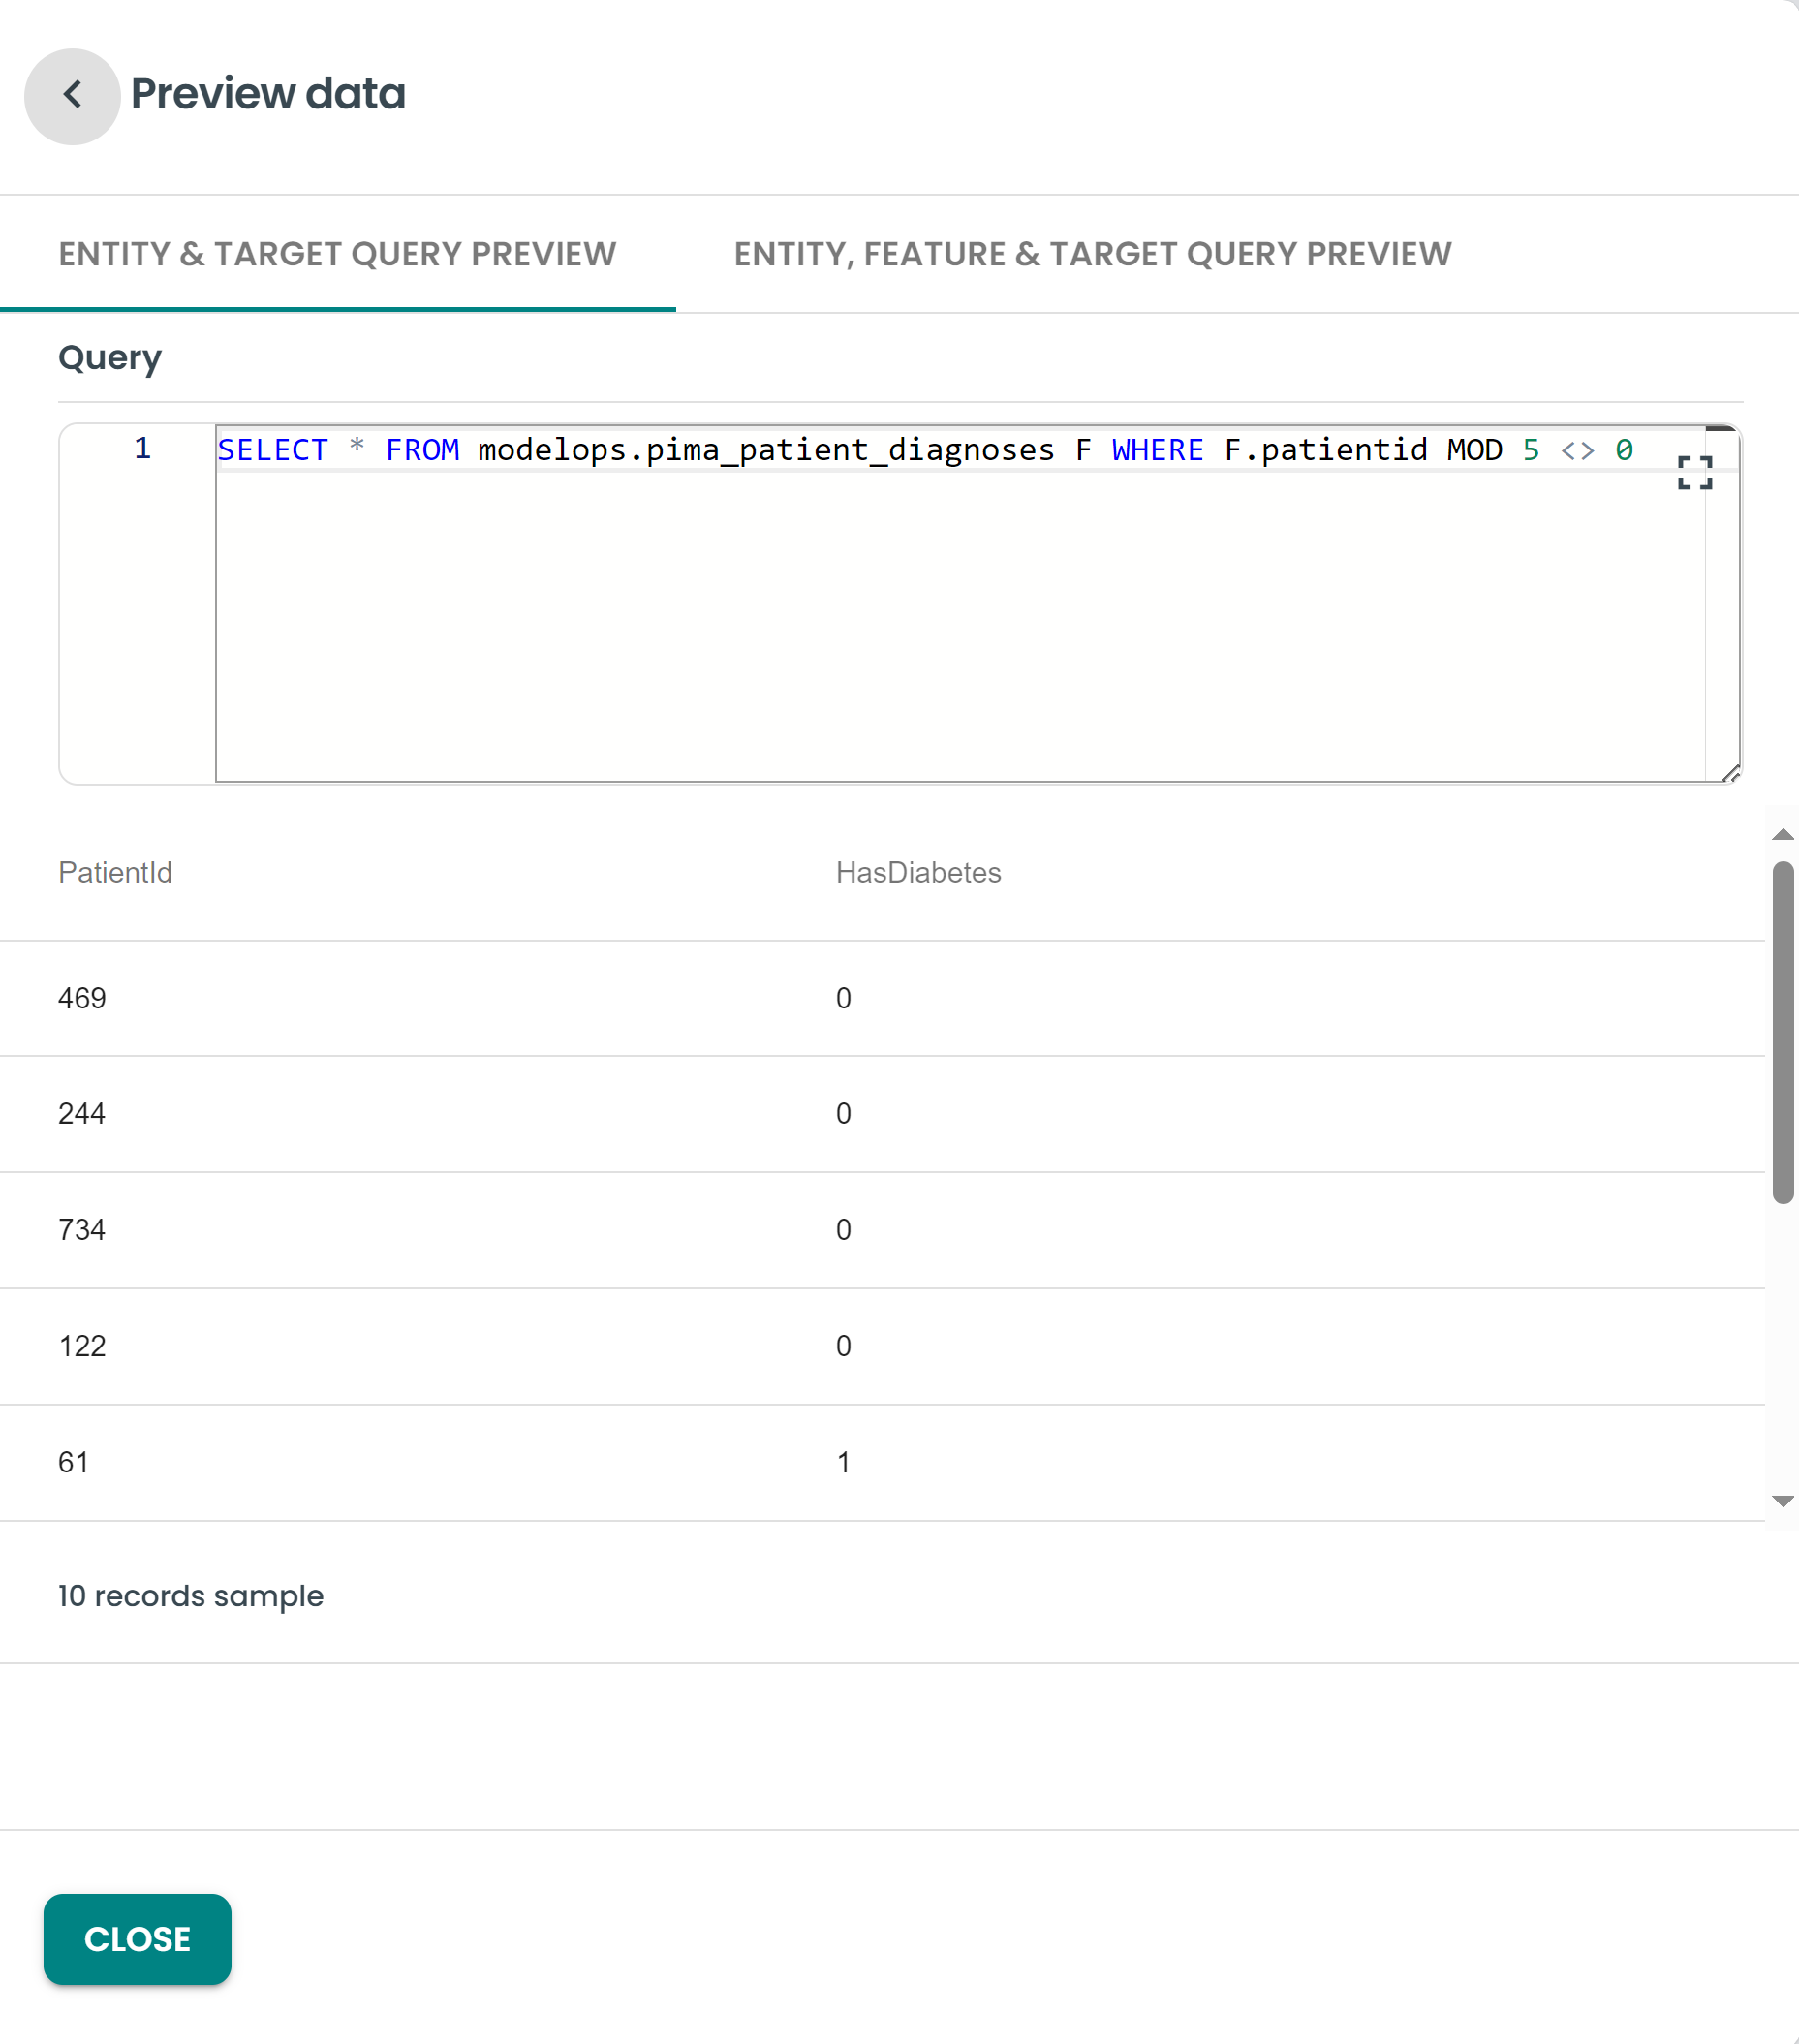 Preview data
ENTITY & TARGET QUERY PREVIEW ENTITY, FEATURE & TARGET QUERY PREVIEW
Query
1 SELECT * FROM modelops.pima_patient_diagnoses F WHERE F.patientid MOD 5 <> 0
PatientId HasDiabetes
469 0
244 0
734 0
122 0
61 1
10 records sample
CLOSE